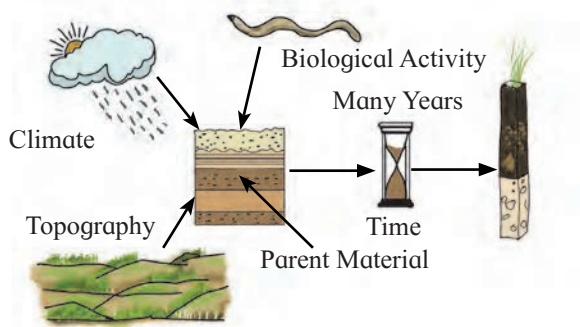 Biological Activity
Many Years
Climate
Topography
Time
Parent Material